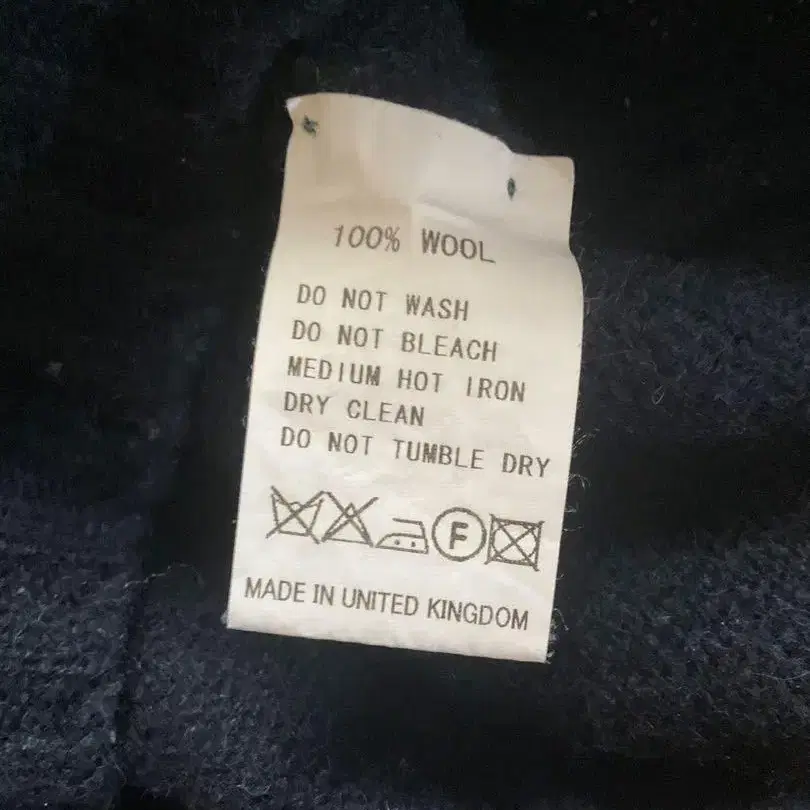 100% WOOL
DO NOT WASH
DO NOT BLEACH
MEDIUM HOT IRON
DRY CLEAN
DO NOT TUMBLE DRY
F
MADE IN UNITED KINGDOM